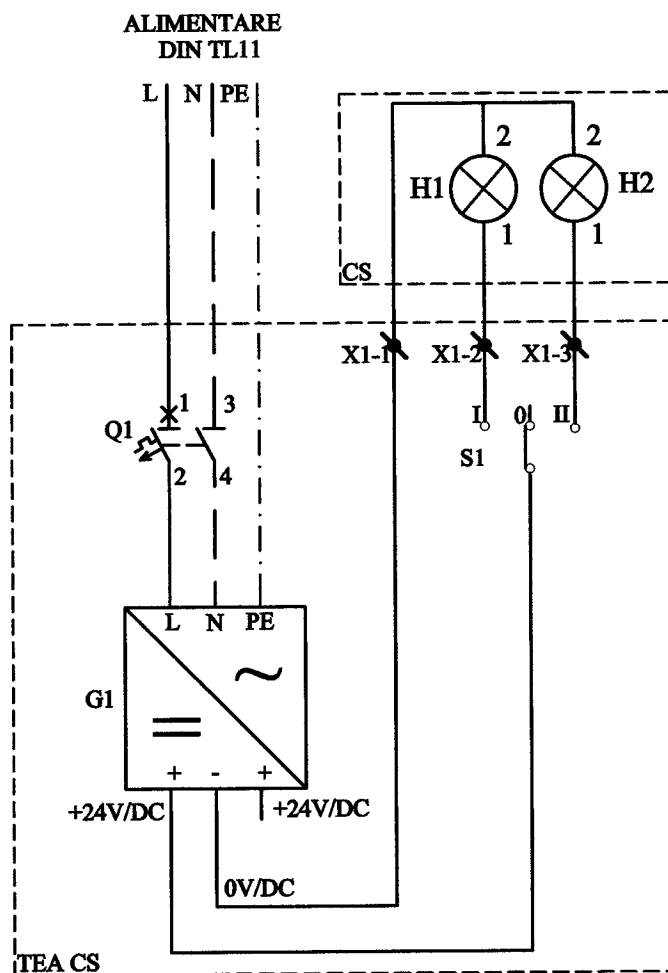 ALIMENTARE
DIN TL11
L N PE
2 2
H1 H2
1 1
CS
X1-1 X1-2 X1-3
1 3
I 0 II
Q1
S1
2 4
L N PE
G1
+ - +
+24V/DC +24V/DC
0V/DC
TEA CS